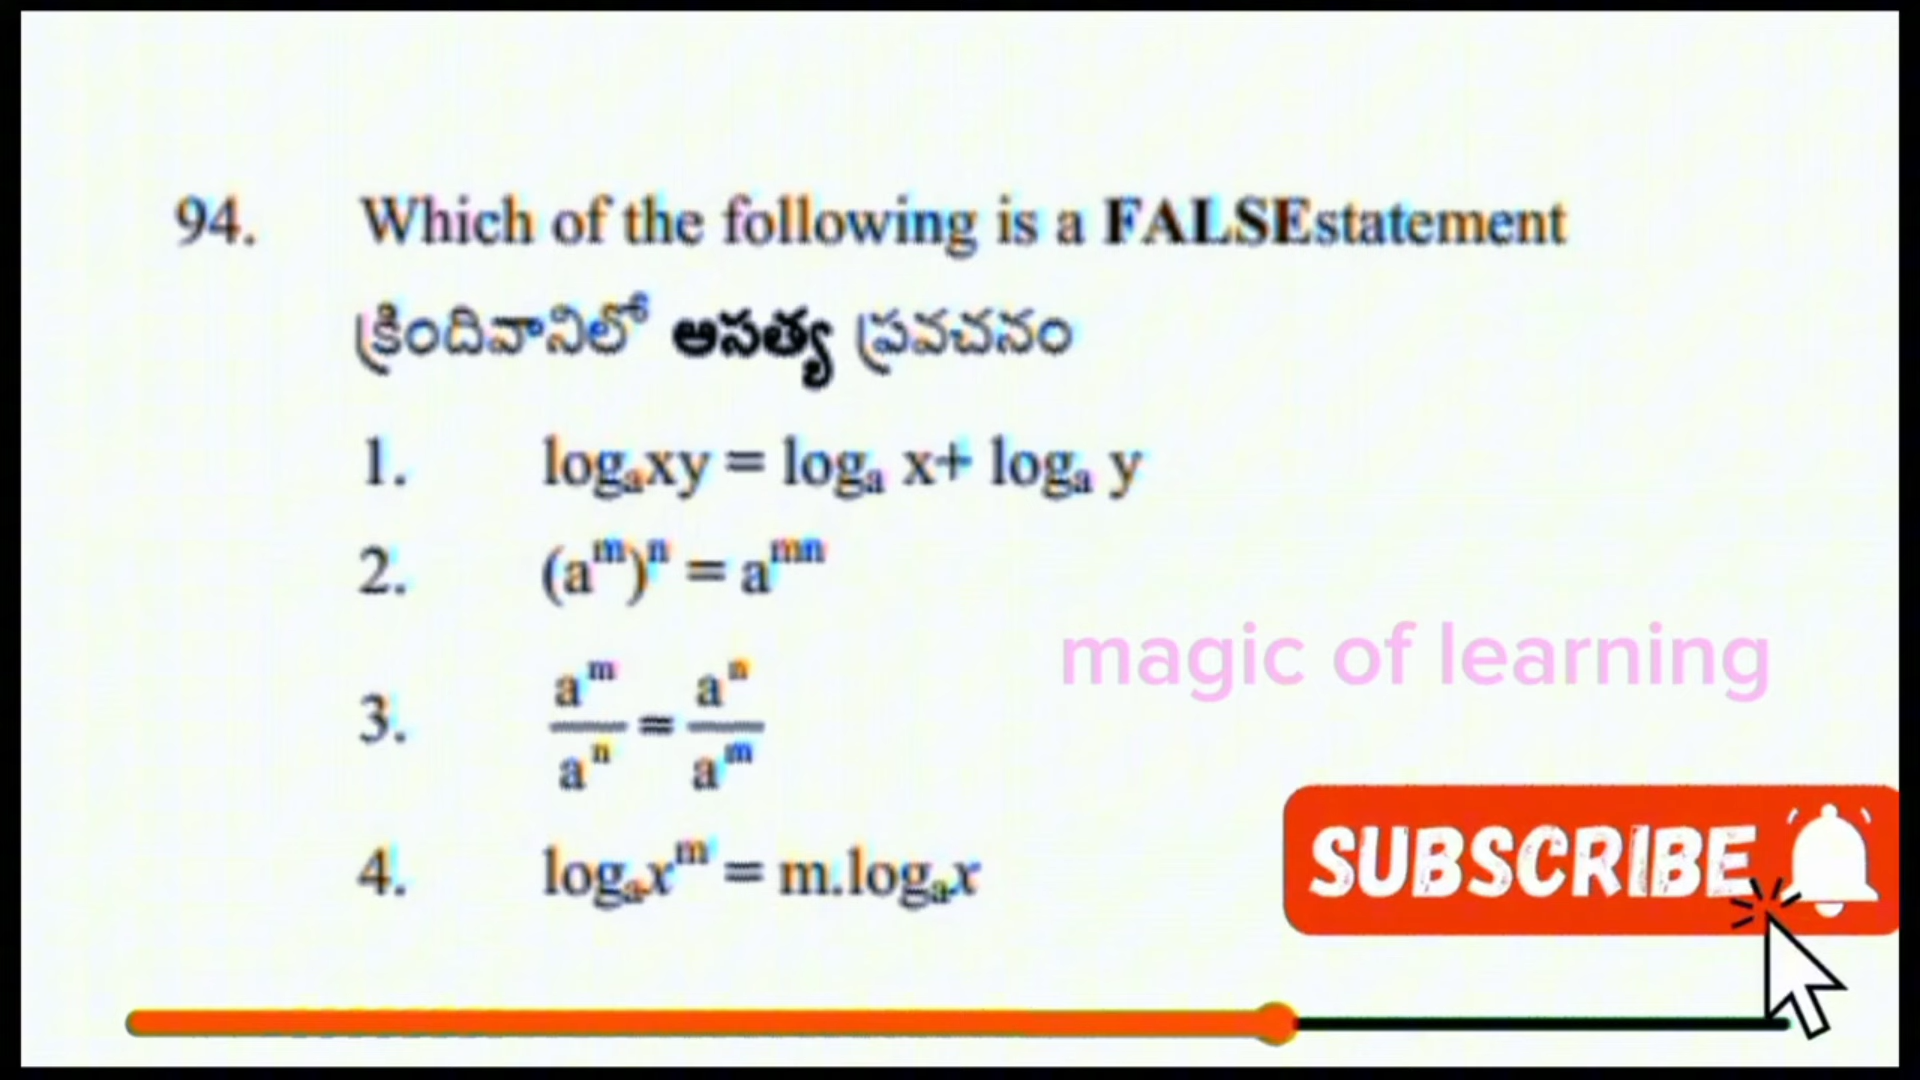 94. Which of the following is a FALSEstatement
క్రిందివానిలో అసత్య ప్రవచనం
1. logₐxy = logₐ x+ logₐ y
2. (aᵐ)ⁿ = aᵐⁿ
3. aᵐ/aⁿ = aⁿ/aᵐ
4. logₐxᵐ = m.logₐx
magic of learning
SUBSCRIBE